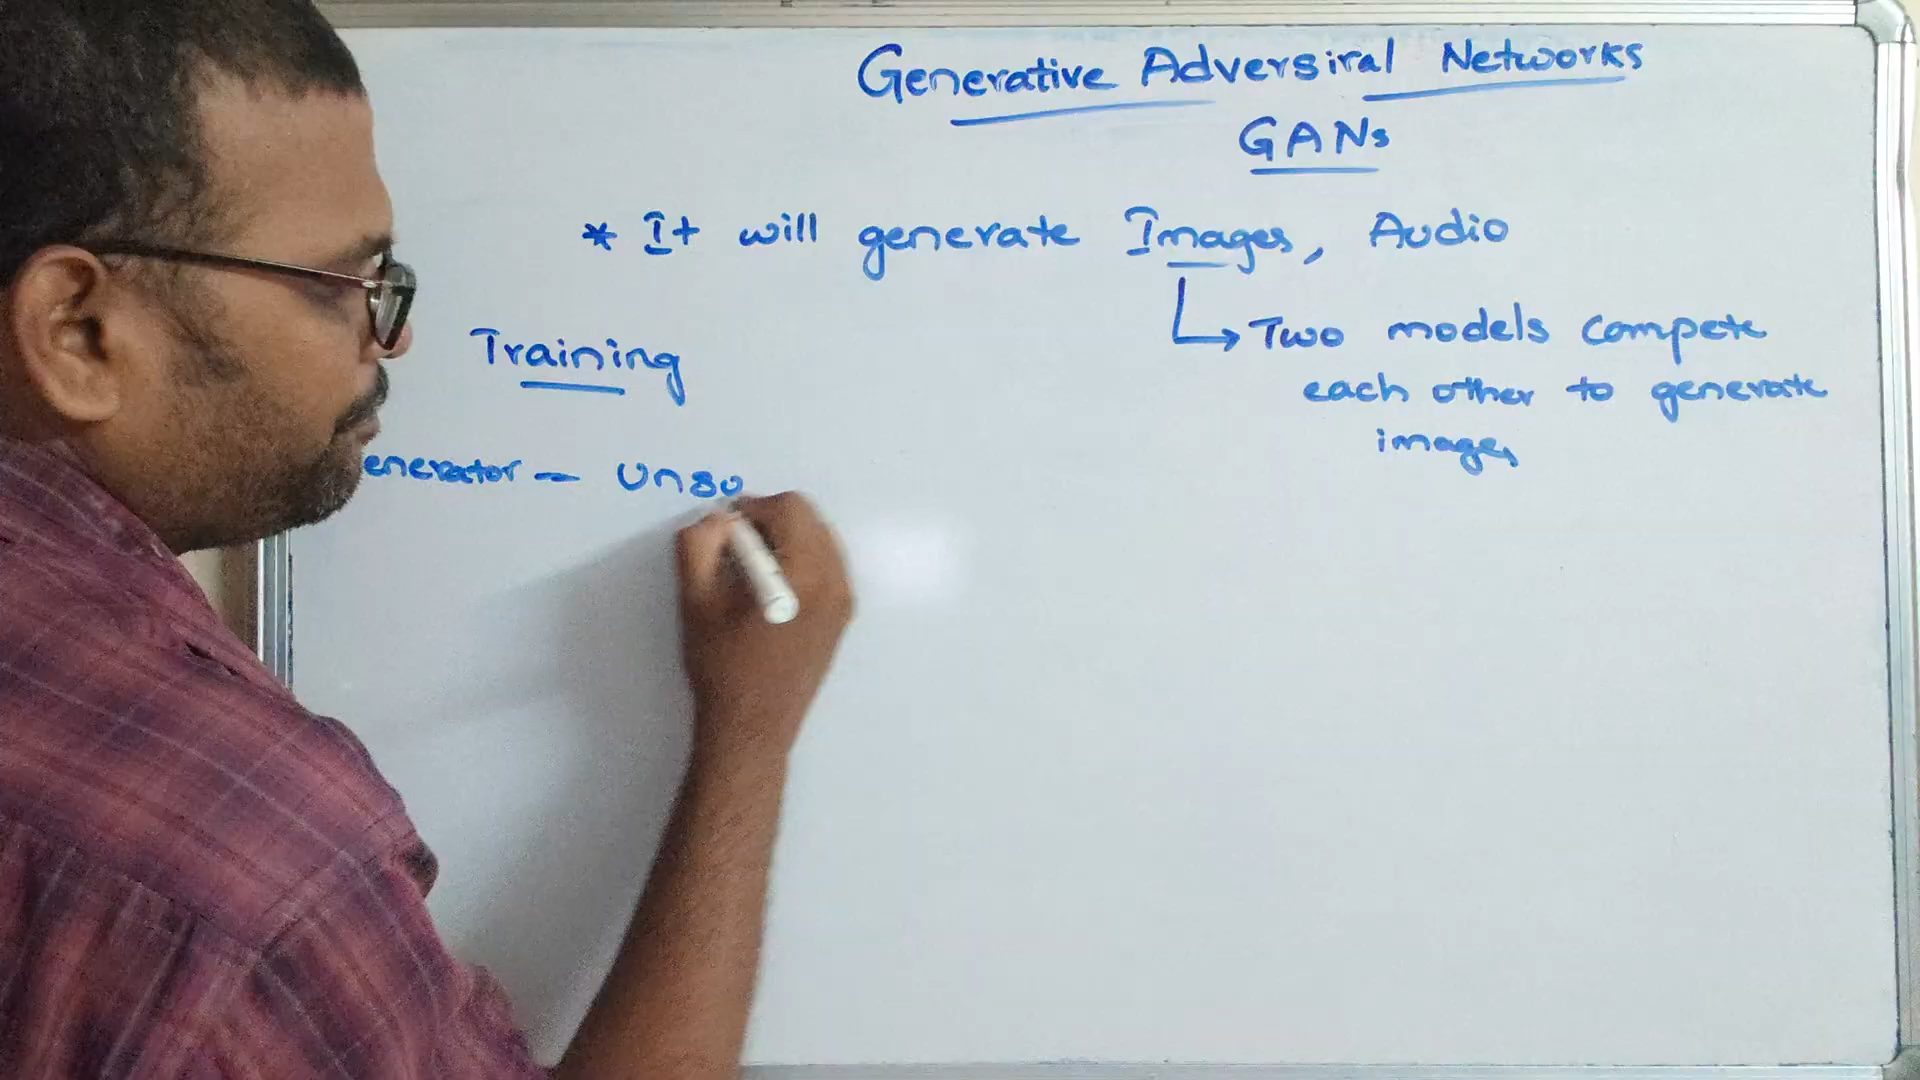 Generative Adversiral Networks
GANs
* It will generate Images, Audio
Two models compete
each other to generate
images
Training
enerator - Unsu